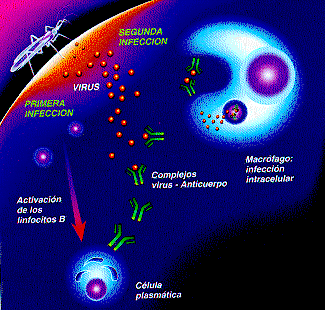 SEGUNDA
INFECCION
VIRUS
PRIMERA
INFECCION
Macrófago:
infección
intracelular
Complejos
virus - Anticuerpo
Activación
de los
linfocitos B
Célula
plasmática